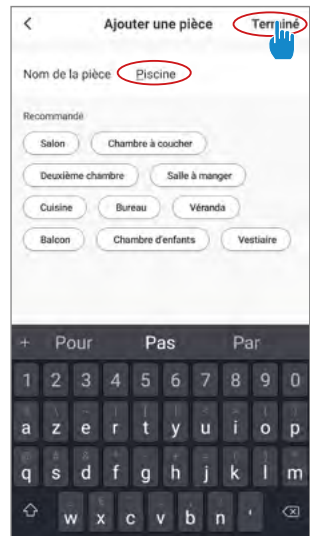 Ajouter une pièce Terminé
Nom de la pièce Piscine
Recommandé
Salon Chambre à coucher
Deuxième chambre Salle à manger
Cuisine Bureau Véranda
Balcon Chambre d'enfants Vestiaire
+ Pour Pas Par
1 2 3 4 5 6 7 8 9 0
a z e r t y u i o p
q s d f g h j k l m
w x c v b n '